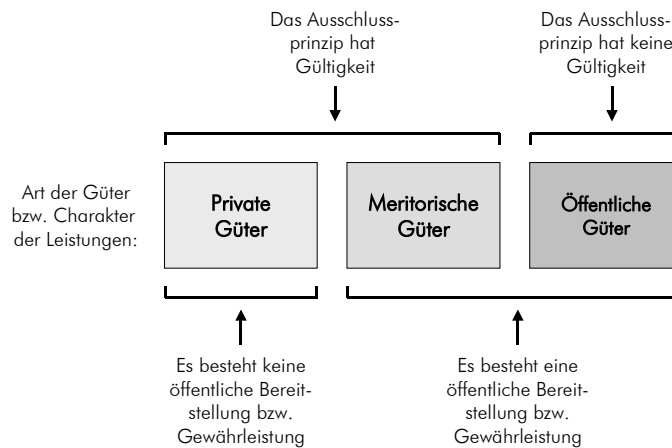 Das Ausschluss-
prinzip hat
Gültigkeit
Das Ausschluss-
prinzip hat keine
Gültigkeit
Art der Güter
bzw. Charakter
der Leistungen:
Private
Güter
Meritorische
Güter
Öffentliche
Güter
Es besteht keine
öffentliche Bereit-
stellung bzw.
Gewährleistung
Es besteht eine
öffentliche Bereit-
stellung bzw.
Gewährleistung